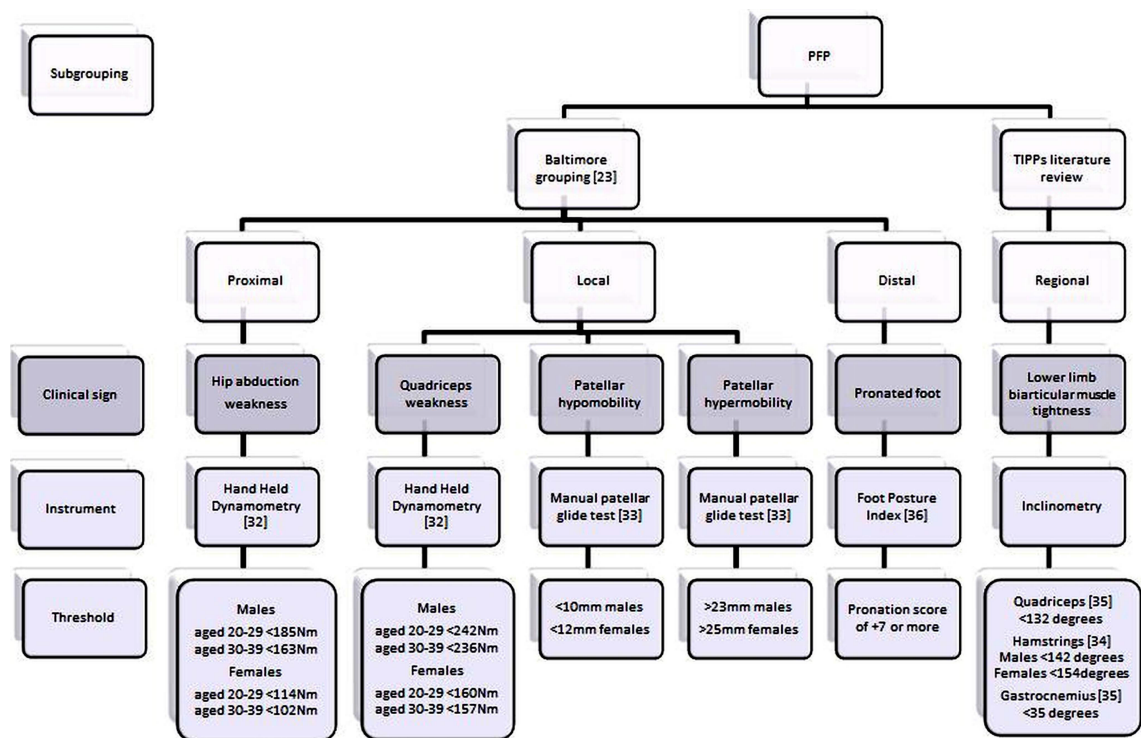 Subgrouping
PFP
Baltimore
grouping [23]
TIPPs literature
review
Proximal
Local
Distal
Regional
Clinical sign
Hip abduction
weakness
Quadriceps
weakness
Patellar
hypomobility
Patellar
hypermobility
Pronated foot
Lower limb
biarticular muscle
tightness
Instrument
Hand Held
Dynamometry
[32]
Hand Held
Dynamometry
[32]
Manual patellar
glide test [33]
Manual patellar
glide test [33]
Foot Posture
Index [36]
Inclinometry
Threshold
Males
aged 20-29 <185Nm
aged 30-39 <163Nm
Females
aged 20-29 <114Nm
aged 30-39 <102Nm
Males
aged 20-29 <242Nm
aged 30-39 <236Nm
Females
aged 20-29 <160Nm
aged 30-39 <157Nm
<10mm males
<12mm females
>23mm males
>25mm females
Pronation score
of +7 or more
Quadriceps [35]
<132 degrees
Hamstrings [34]
Males <142 degrees
Females <154degrees
Gastrocnemius [35]
<35 degrees